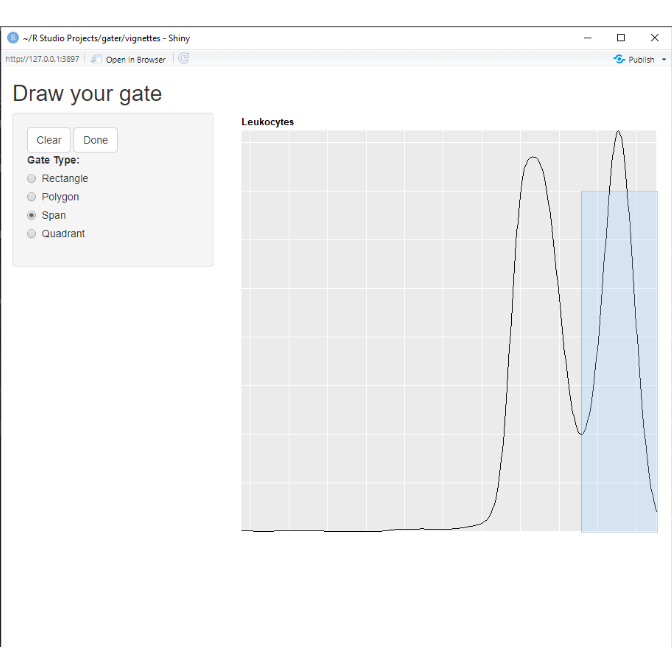 ~/R Studio Projects/gater/vignettes - Shiny
http://127.0.0.1:3897
Open in Browser
Publish
Draw your gate
Clear
Done
Gate Type:
Rectangle
Polygon
Span
Quadrant
Leukocytes